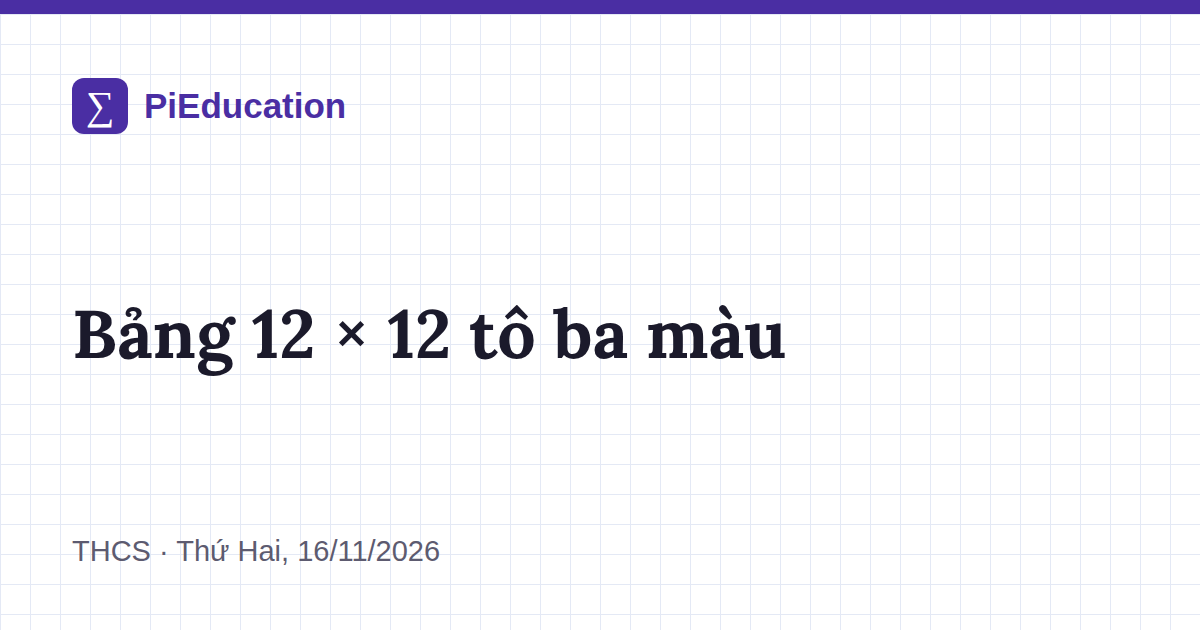 ∑ PiEducation
Bảng 12 × 12 tô ba màu
THCS · Thứ Hai, 16/11/2026